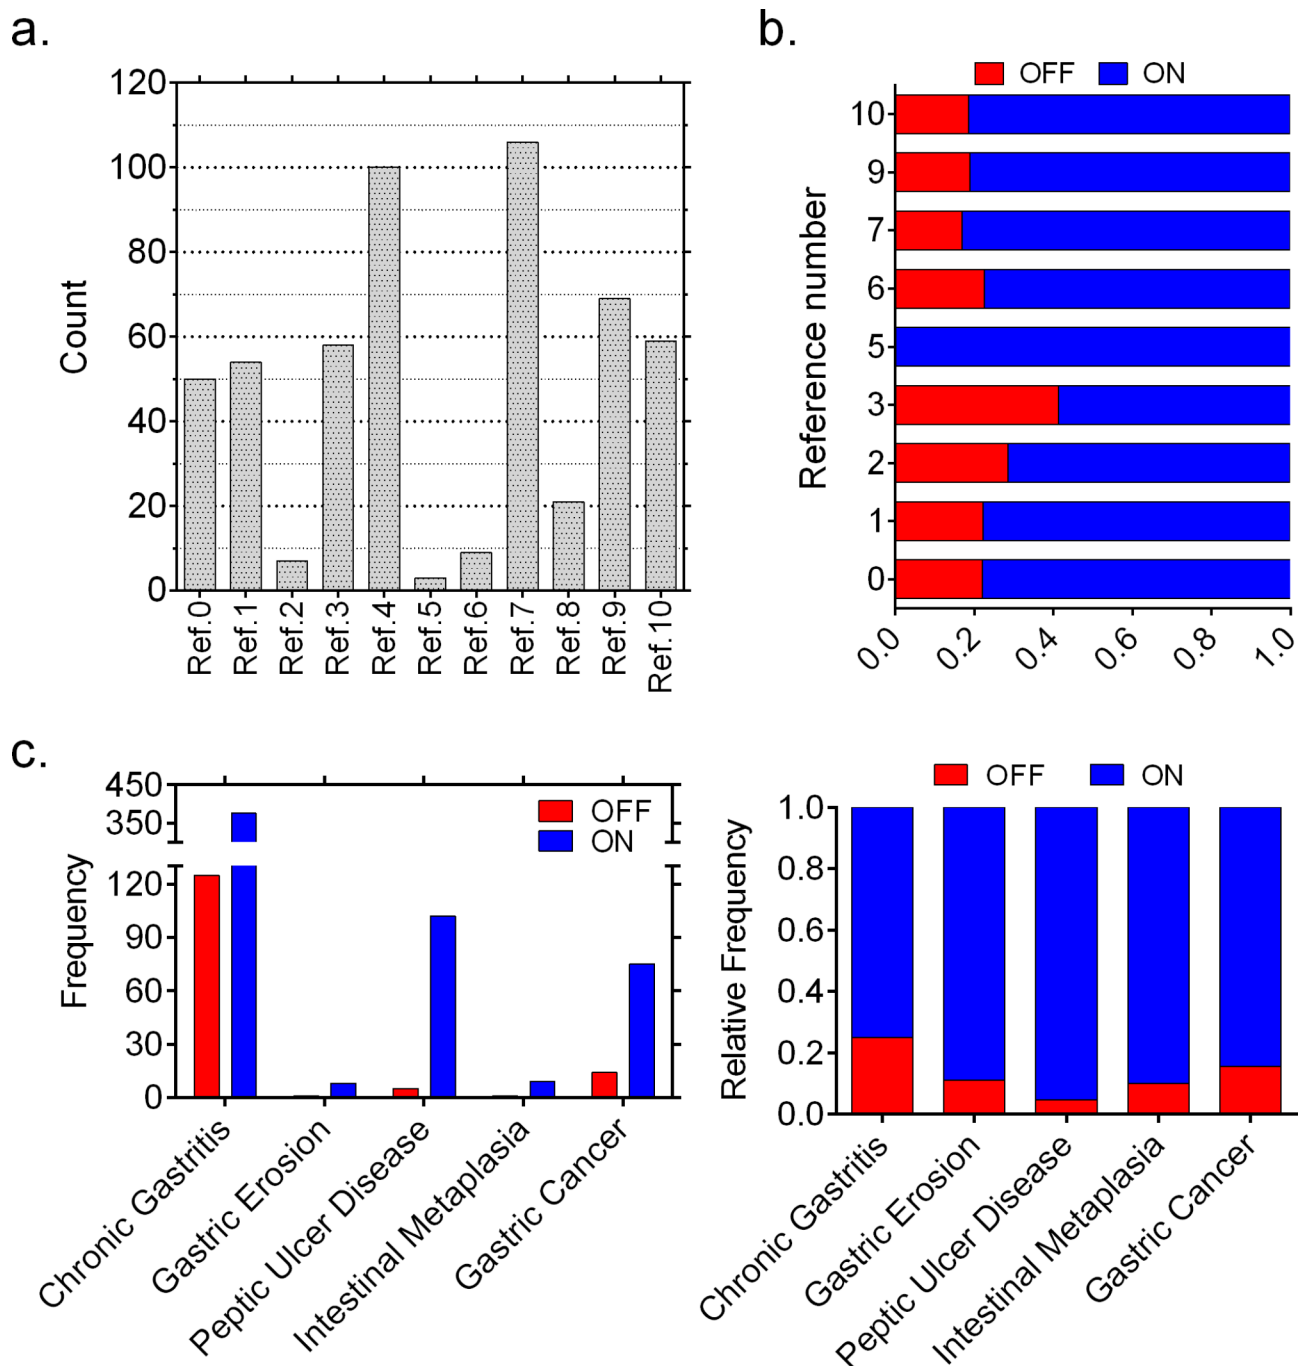 a.
120
100
80
60
40
20
0
Count
Ref.0
Ref.1
Ref.2
Ref.3
Ref.4
Ref.5
Ref.6
Ref.7
Ref.8
Ref.9
Ref.10
b.
OFF ON
Reference number
10
9
7
6
5
3
2
1
0
0.0 0.2 0.4 0.6 0.8 1.0
c.
450
350
120
90
60
30
0
Frequency
OFF
ON
Chronic Gastritis
Gastric Erosion
Peptic Ulcer Disease
Intestinal Metaplasia
Gastric Cancer
OFF ON
1.0
0.8
0.6
0.4
0.2
0.0
Relative Frequency
Chronic Gastritis
Gastric Erosion
Peptic Ulcer Disease
Intestinal Metaplasia
Gastric Cancer